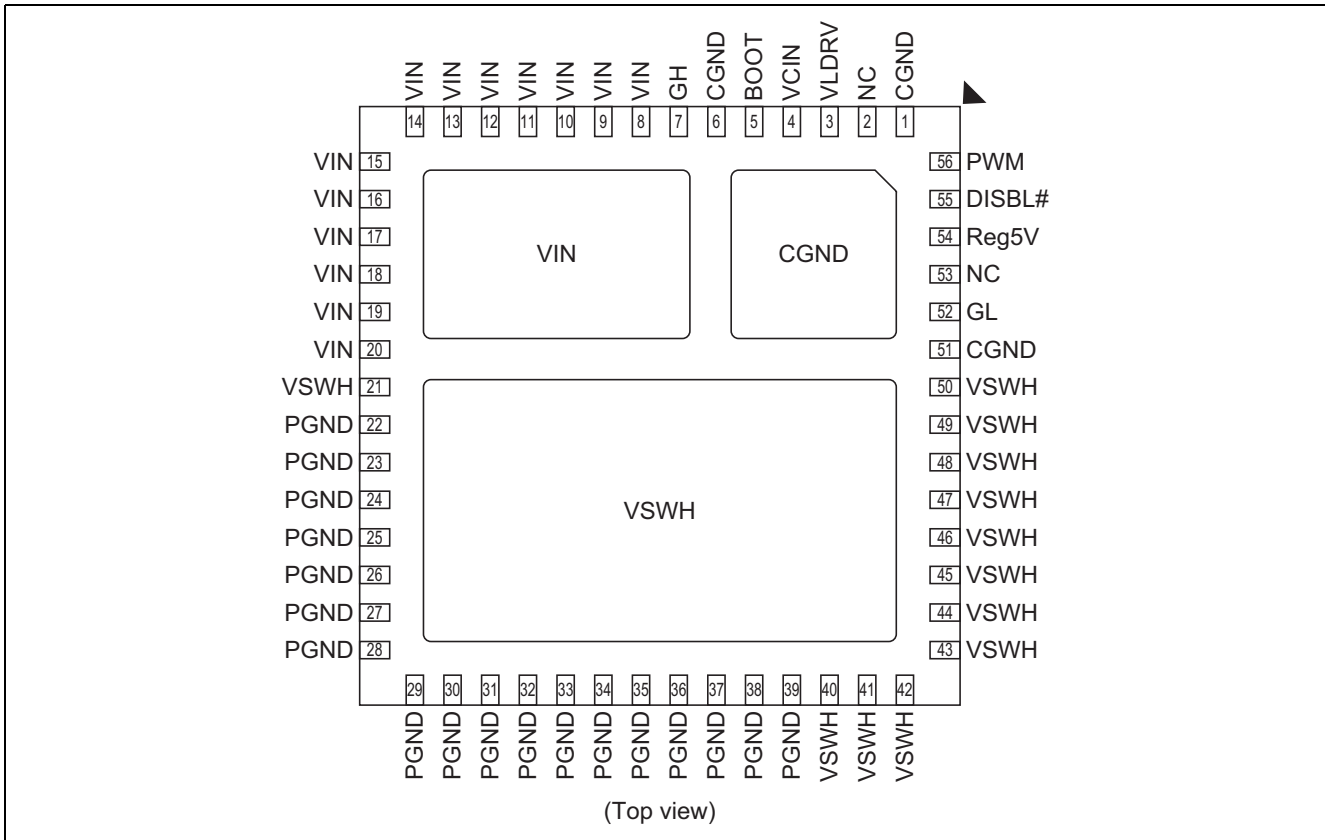 VIN VIN VIN VIN VIN VIN VIN GH CGND BOOT VCIN VLDRV NC CGND
14 13 12 11 10 9 8 7 6 5 4 3 2 1
VIN 15 56 PWM
VIN 16 55 DISBL#
VIN 17 54 Reg5V
VIN 18 53 NC
VIN 19 52 GL
VIN 20 51 CGND
VSWH 21 50 VSWH
PGND 22 49 VSWH
PGND 23 48 VSWH
PGND 24 47 VSWH
PGND 25 46 VSWH
PGND 26 45 VSWH
PGND 27 44 VSWH
PGND 28 43 VSWH
VIN
CGND
VSWH
29 30 31 32 33 34 35 36 37 38 39 40 41 42
PGND PGND PGND PGND PGND PGND PGND PGND PGND PGND PGND VSWH VSWH VSWH
(Top view)